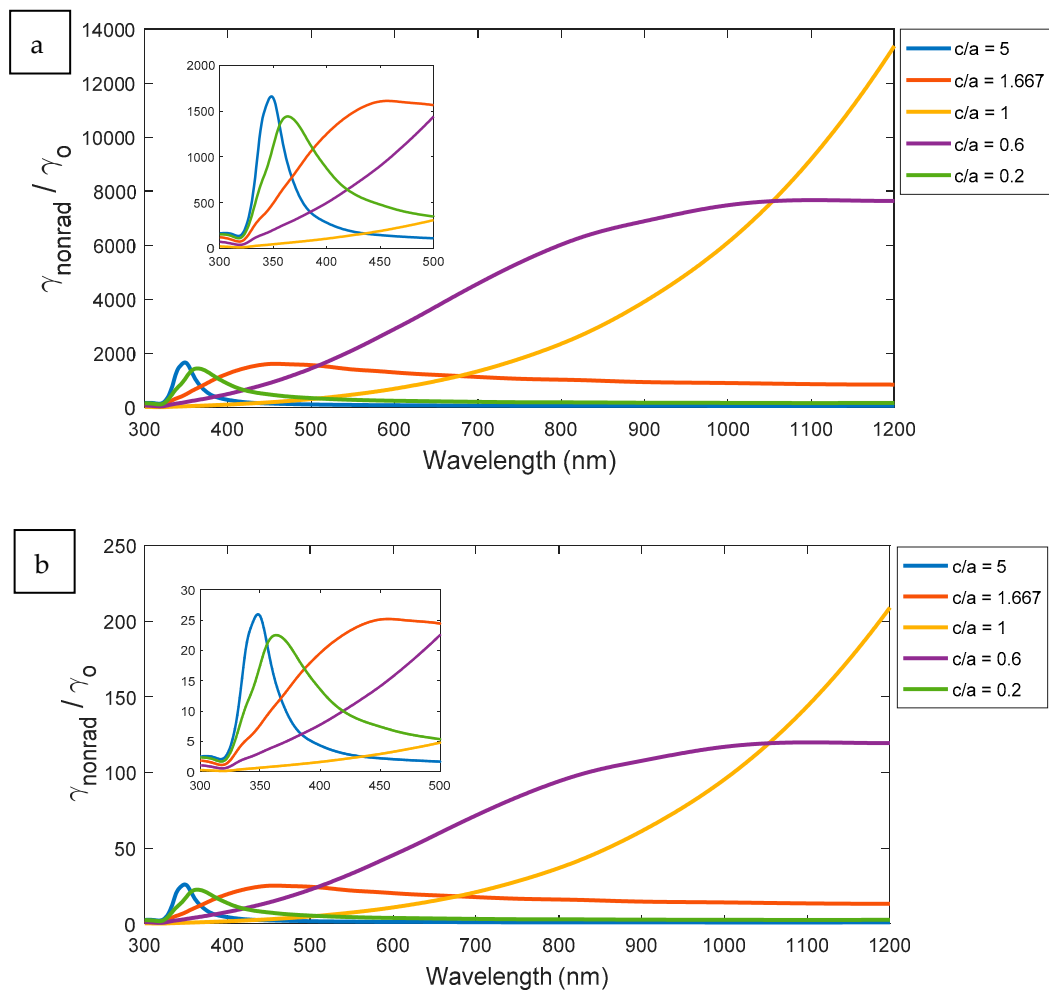 a
14000
12000
10000
8000
6000
4000
2000
0
γnonrad / γo
300 400 500 600 700 800 900 1000 1100 1200
Wavelength (nm)
2000
1500
1000
500
0
300 350 400 450 500
c/a = 5
c/a = 1.667
c/a = 1
c/a = 0.6
c/a = 0.2
b
250
200
150
100
50
0
γnonrad / γo
300 400 500 600 700 800 900 1000 1100 1200
Wavelength (nm)
30
25
20
15
10
5
0
300 350 400 450 500
c/a = 5
c/a = 1.667
c/a = 1
c/a = 0.6
c/a = 0.2